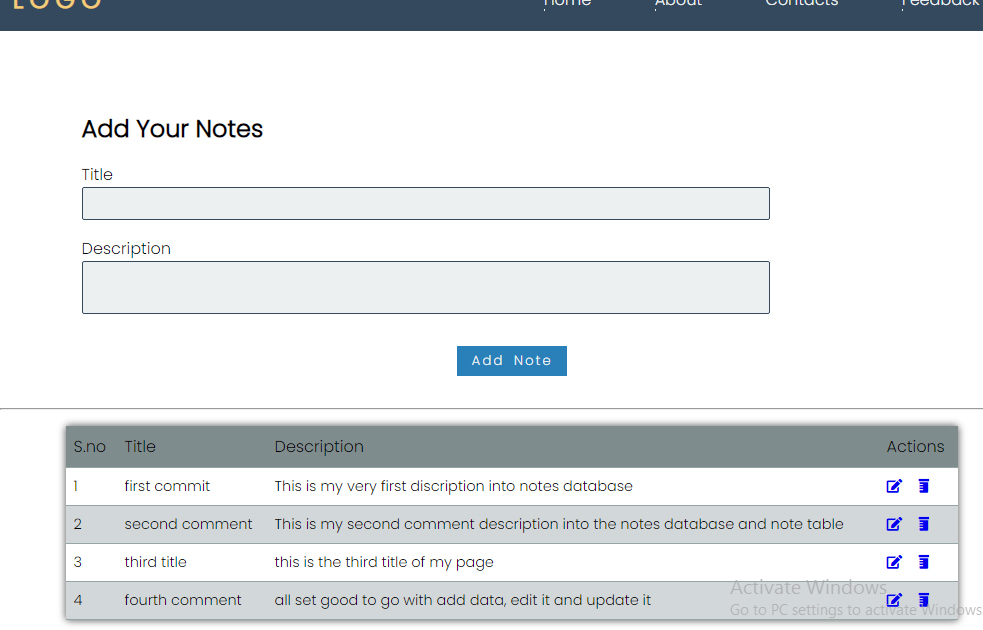 LOGO Home About Contacts Feedback
Add Your Notes
Title
Description
Add Note
S.no Title Description Actions
1 first commit This is my very first discription into notes database
2 second comment This is my second comment description into the notes database and note table
3 third title this is the third title of my page
4 fourth comment all set good to go with add data, edit it and update it
Activate Windows
Go to PC settings to activate Windows